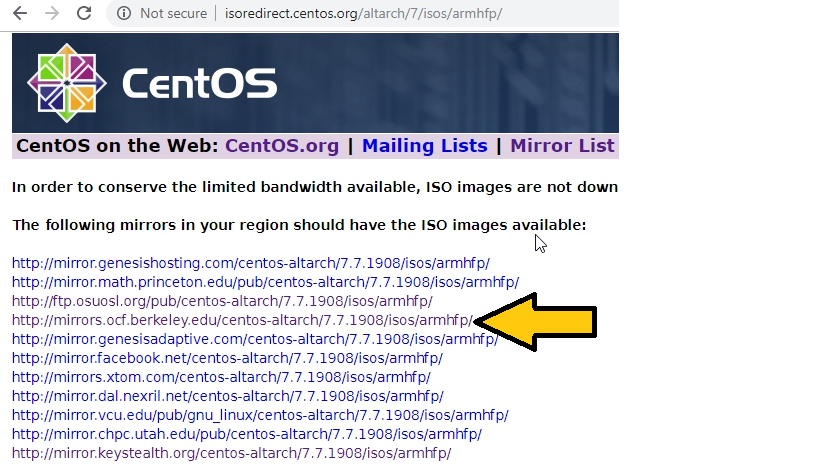 Not secure | isoredirect.centos.org/altarch/7/isos/armhfp/
CentOS
CentOS on the Web: CentOS.org | Mailing Lists | Mirror List
In order to conserve the limited bandwidth available, ISO images are not down
The following mirrors in your region should have the ISO images available:
http://mirror.genesishosting.com/centos-altarch/7.7.1908/isos/armhfp/
http://mirror.math.princeton.edu/pub/centos-altarch/7.7.1908/isos/armhfp/
http://ftp.osuosl.org/pub/centos-altarch/7.7.1908/isos/armhfp/
http://mirrors.ocf.berkeley.edu/centos-altarch/7.7.1908/isos/armhfp/
http://mirror.genesisadaptive.com/centos-altarch/7.7.1908/isos/armhfp/
http://mirror.facebook.net/centos-altarch/7.7.1908/isos/armhfp/
http://mirrors.xtom.com/centos-altarch/7.7.1908/isos/armhfp/
http://mirror.dal.nexril.net/centos-altarch/7.7.1908/isos/armhfp/
http://mirror.vcu.edu/pub/gnu_linux/centos-altarch/7.7.1908/isos/armhfp/
http://mirror.chpc.utah.edu/pub/centos-altarch/7.7.1908/isos/armhfp/
http://mirror.keystealth.org/centos-altarch/7.7.1908/isos/armhfp/